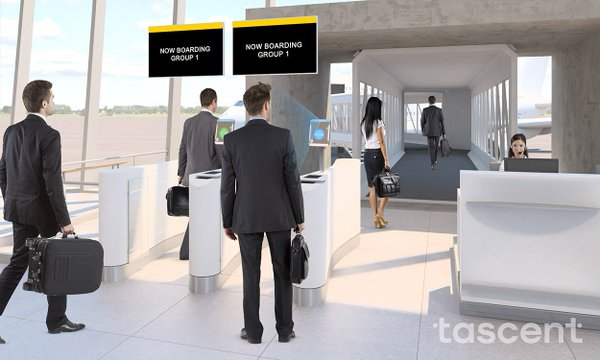 NOW BOARDING
GROUP 1
NOW BOARDING
GROUP 1
tascent